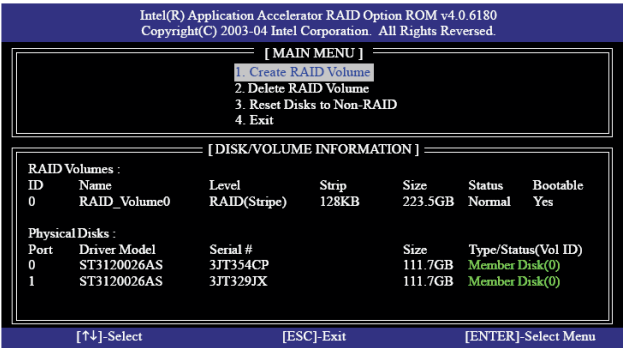 Intel(R) Application Accelerator RAID Option ROM v4.0.6180
Copyright(C) 2003-04 Intel Corporation. All Rights Reversed.
[ MAIN MENU ]
1. Create RAID Volume
2. Delete RAID Volume
3. Reset Disks to Non-RAID
4. Exit
[ DISK/VOLUME INFORMATION ]
RAID Volumes :
ID Name Level Strip Size Status Bootable
0 RAID_Volume0 RAID(Stripe) 128KB 223.5GB Normal Yes
Physical Disks :
Port Driver Model Serial # Size Type/Status(Vol ID)
0 ST3120026AS 3JT354CP 111.7GB Member Disk(0)
1 ST3120026AS 3JT329JX 111.7GB Member Disk(0)
[↑↓]-Select [ESC]-Exit [ENTER]-Select Menu